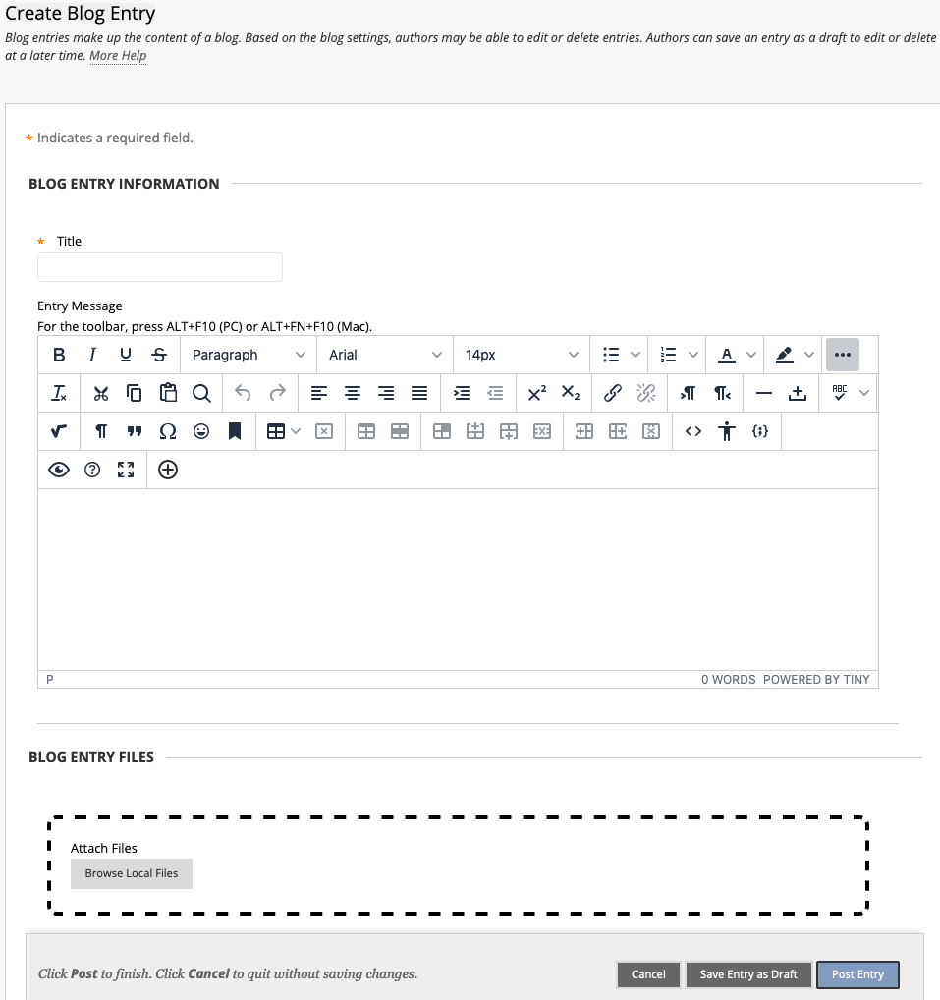 Create Blog Entry
Blog entries make up the content of a blog. Based on the blog settings, authors may be able to edit or delete entries. Authors can save an entry as a draft to edit or delete
at a later time. More Help
* Indicates a required field.
BLOG ENTRY INFORMATION
* Title
Entry Message
For the toolbar, press ALT+F10 (PC) or ALT+FN+F10 (Mac).
B I U S Paragraph Arial 14px A
ABC
P 0 WORDS POWERED BY TINY
BLOG ENTRY FILES
Attach Files
Browse Local Files
Click Post to finish. Click Cancel to quit without saving changes. Cancel Save Entry as Draft Post Entry